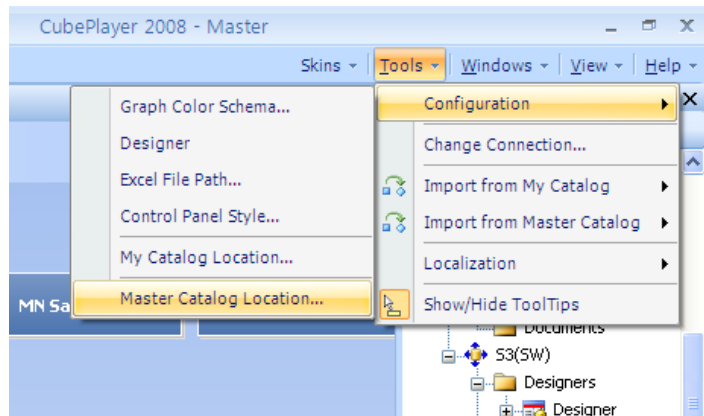 CubePlayer 2008 - Master
Skins Tools Windows View Help
Graph Color Schema...
Designer
Excel File Path...
Control Panel Style...
My Catalog Location...
Master Catalog Location...
Configuration
Change Connection...
Import from My Catalog
Import from Master Catalog
Localization
Show/Hide ToolTips
MN Sa
Documents
S3(SW)
Designers
Designer